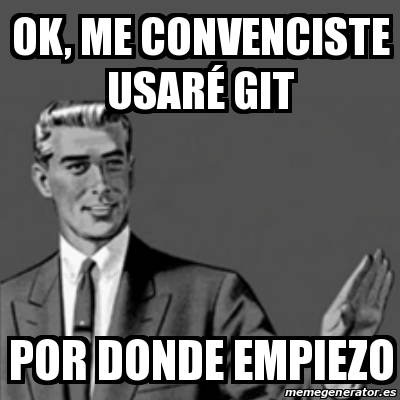 OK, ME CONVENCISTE
USARÉ GIT
POR DONDE EMPIEZO
memegenerator.es